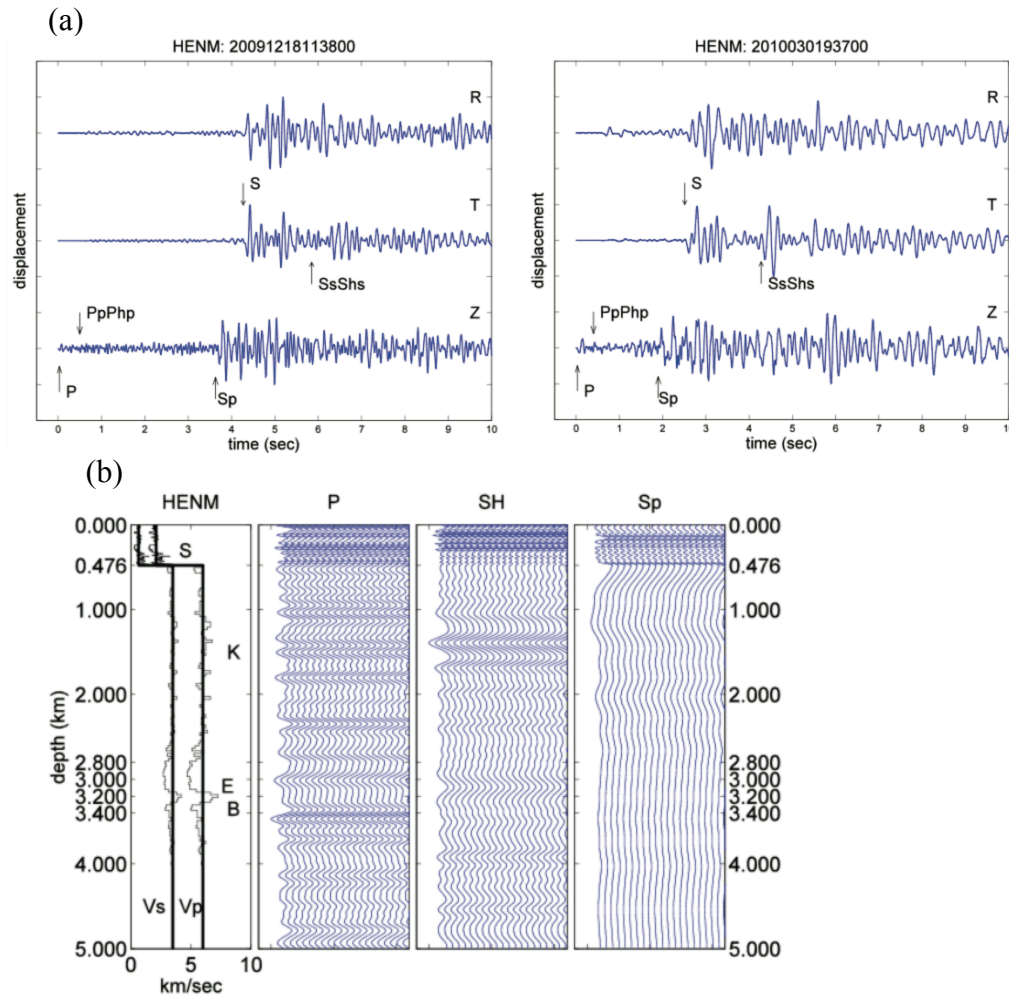 (a)
HENM: 20091218113800
HENM: 2010030193700
displacement
R
S
T
SsShs
PpPhp
Z
P
Sp
0 1 2 3 4 5 6 7 8 9 10
time (sec)
displacement
R
S
T
SsShs
PpPhp
Z
P
Sp
0 1 2 3 4 5 6 7 8 9 10
time (sec)
(b)
HENM P SH Sp
depth (km)
0.000 0.000
S
0.476 0.476
1.000 1.000
K
2.000 2.000
2.800 2.800
3.000 E 3.000
3.200 B 3.200
3.400 3.400
4.000 4.000
Vs Vp
5.000 5.000
0 5 10
km/sec